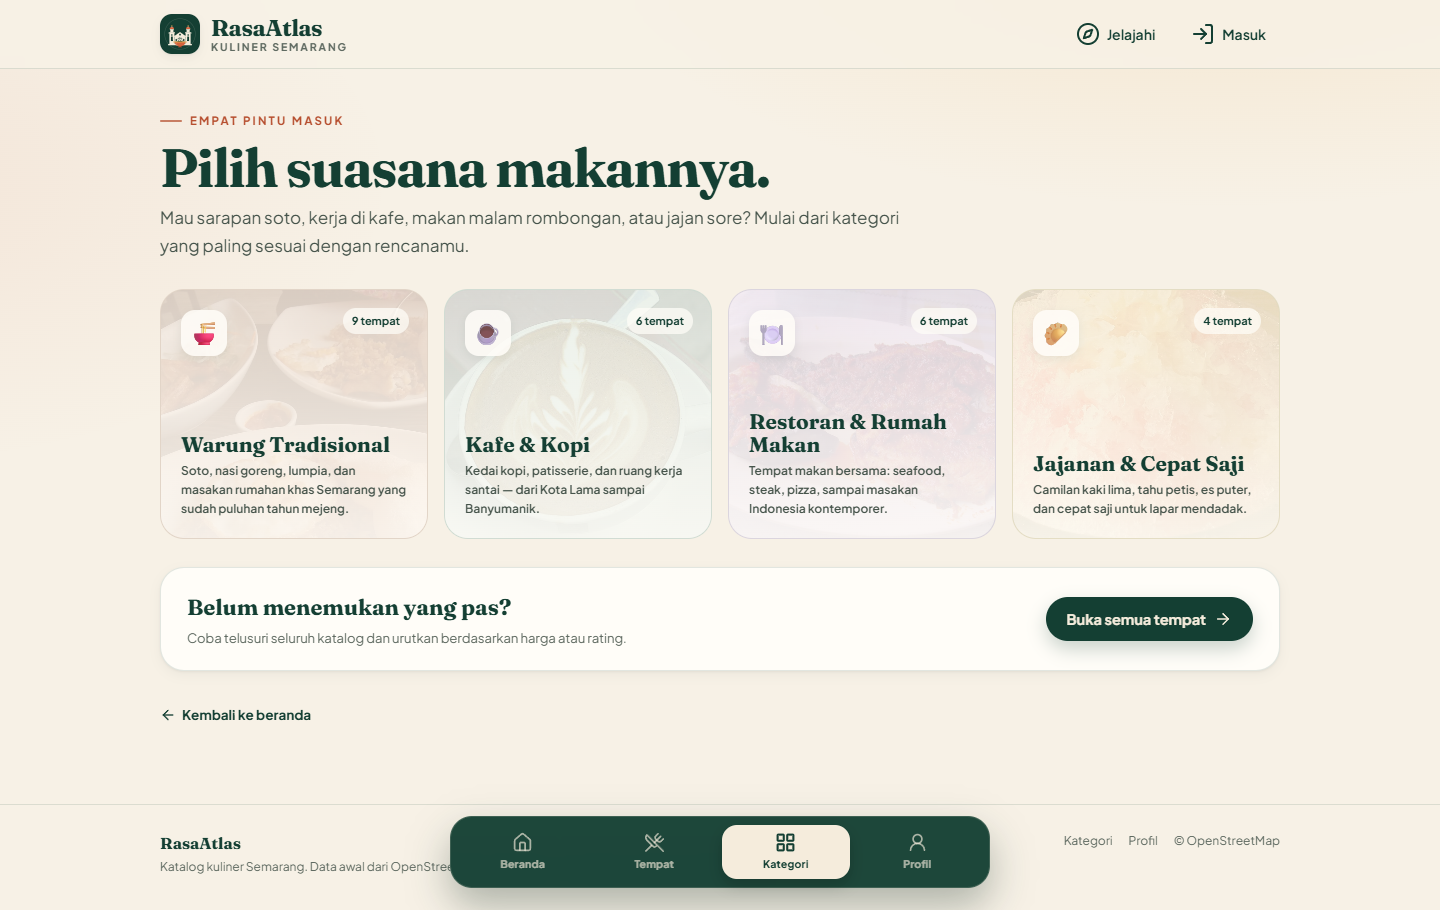 RasaAtlas
KULINER SEMARANG
Jelajahi
Masuk
EMPAT PINTU MASUK
Pilih suasana makannya.
Mau sarapan soto, kerja di kafe, makan malam rombongan, atau jajan sore? Mulai dari kategori
yang paling sesuai dengan rencanamu.
9 tempat
Warung Tradisional
Soto, nasi goreng, lumpia, dan
masakan rumahan khas Semarang yang
sudah puluhan tahun mejeng.
6 tempat
Kafe & Kopi
Kedai kopi, patisserie, dan ruang kerja
santai — dari Kota Lama sampai
Banyumanik.
6 tempat
Restoran & Rumah
Makan
Tempat makan bersama: seafood,
steak, pizza, sampai masakan
Indonesia kontemporer.
4 tempat
Jajanan & Cepat Saji
Camilan kaki lima, tahu petis, es puter,
dan cepat saji untuk lapar mendadak.
Belum menemukan yang pas?
Coba telusuri seluruh katalog dan urutkan berdasarkan harga atau rating.
Buka semua tempat
Kembali ke beranda
RasaAtlas
Katalog kuliner Semarang. Data awal dari
Beranda
Tempat
Kategori
Profil
Kategori
Profil
© OpenStreetMap